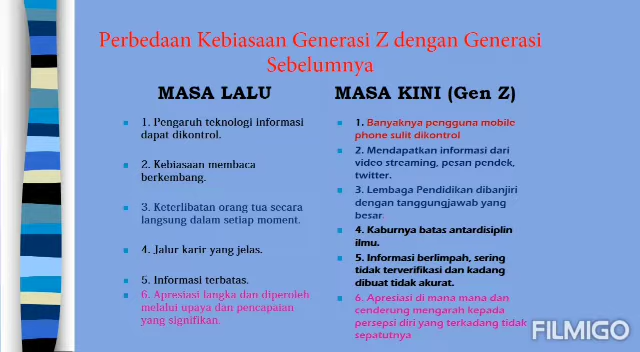 Perbedaan Kebiasaan Generasi Z dengan Generasi
Sebelumnya
MASA LALU
1. Pengaruh teknologi informasi
dapat dikontrol.
2. Kebiasaan membaca
berkembang.
3. Keterlibatan orang tua secara
langsung dalam setiap moment.
4. Jalur karir yang jelas.
5. Informasi terbatas.
6. Apresiasi langka dan diperoleh
melalui upaya dan pencapaian
yang signifikan.
MASA KINI (Gen Z)
1. Banyaknya pengguna mobile
phone sulit dikontrol
2. Mendapatkan informasi dari
video streaming, pesan pendek,
twitter.
3. Lembaga Pendidikan dibanjiri
dengan tanggungjawab yang
besar.
4. Kaburnya batas antardisiplin
ilmu.
5. Informasi berlimpah, sering
tidak terverifikasi dan kadang
dibuat tidak akurat.
6. Apresiasi di mana mana dan
cenderung mengarah kepada
persepsi diri yang terkadang tidak
sepatutnya
FILMIGO